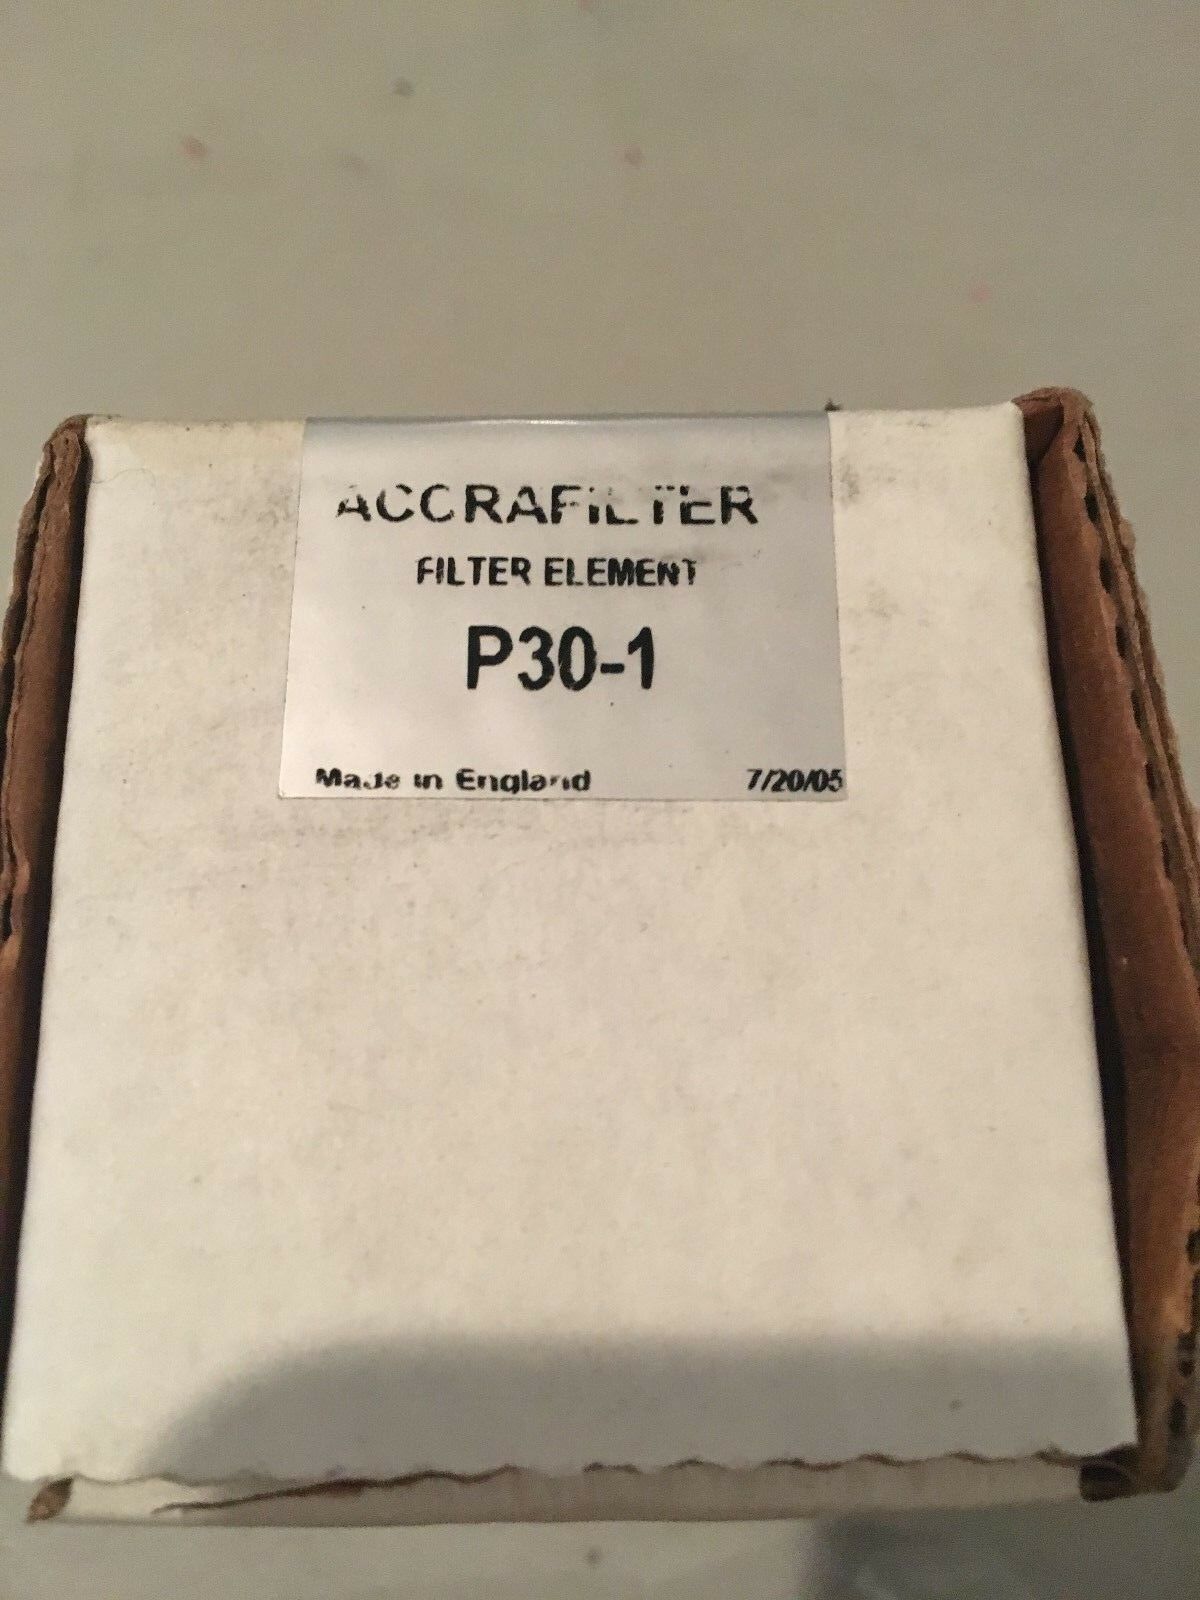 ACCRAFILTER
FILTER ELEMENT
P30-1
Made in England 7/20/05